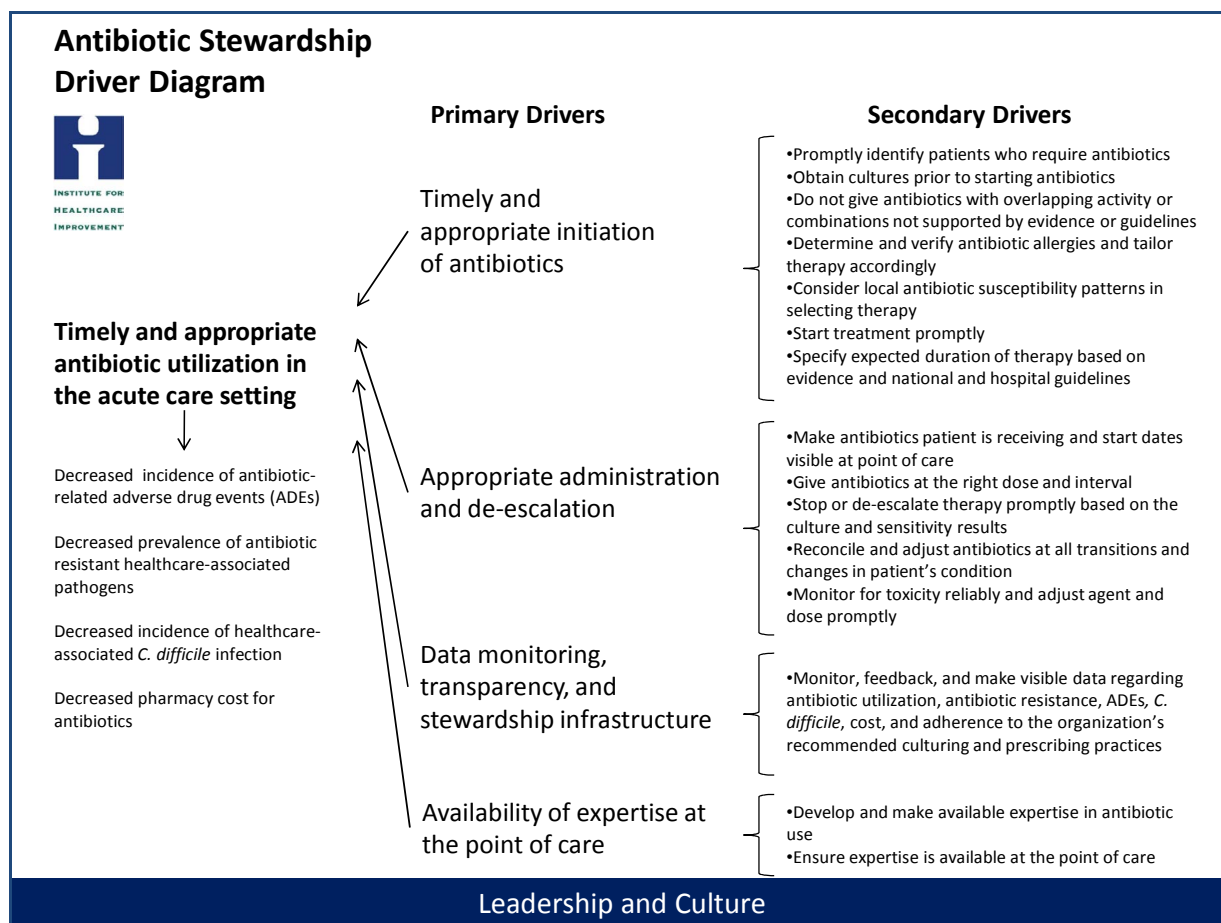 Antibiotic Stewardship
Driver Diagram
INSTITUTE FOR
HEALTHCARE
IMPROVEMENT
Timely and appropriate
antibiotic utilization in
the acute care setting
Decreased  incidence of antibiotic-
related adverse drug events (ADEs)
Decreased prevalence of antibiotic
resistant healthcare-associated
pathogens
Decreased incidence of healthcare-
associated C. difficile infection
Decreased pharmacy cost for
antibiotics
Primary Drivers
Timely and
appropriate initiation
of antibiotics
Appropriate administration
and de-escalation
Data monitoring,
transparency, and
stewardship infrastructure
Availability of expertise at
the point of care
Secondary Drivers
•Promptly identify patients who require antibiotics
•Obtain cultures prior to starting antibiotics
•Do not give antibiotics with overlapping activity or
combinations not supported by evidence or guidelines
•Determine and verify antibiotic allergies and tailor
therapy accordingly
•Consider local antibiotic susceptibility patterns in
selecting therapy
•Start treatment promptly
•Specify expected duration of therapy based on
evidence and national and hospital guidelines
•Make antibiotics patient is receiving and start dates
visible at point of care
•Give antibiotics at the right dose and interval
•Stop or de-escalate therapy promptly based on the
culture and sensitivity results
•Reconcile and adjust antibiotics at all transitions and
changes in patient's condition
•Monitor for toxicity reliably and adjust agent and
dose promptly
•Monitor, feedback, and make visible data regarding
antibiotic utilization, antibiotic resistance, ADEs, C.
difficile, cost, and adherence to the organization's
recommended culturing and prescribing practices
•Develop and make available expertise in antibiotic
use
•Ensure expertise is available at the point of care
Leadership and Culture